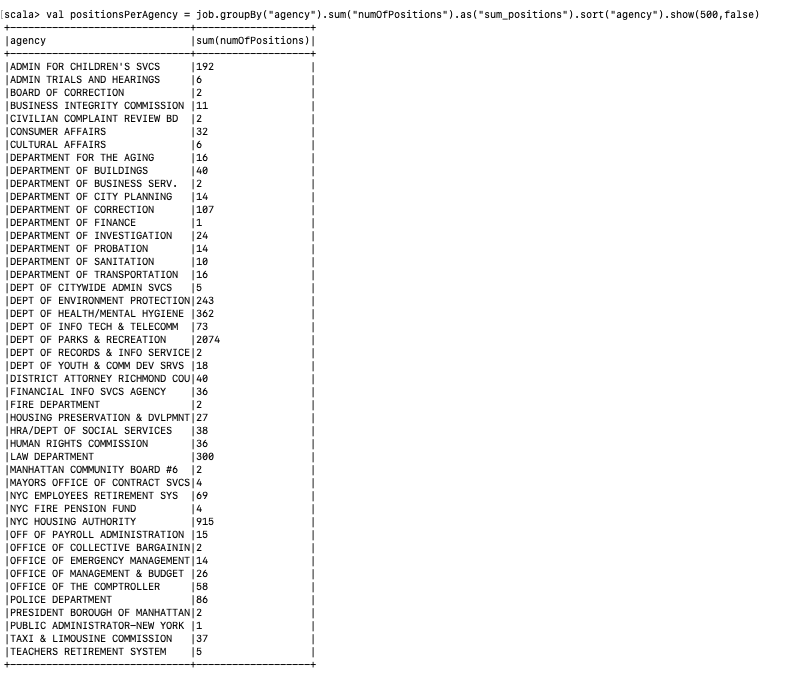 [scala> val positionsPerAgency = job.groupBy("agency").sum("numOfPositions").as("sum_positions").sort("agency").show(500,false)
+------------------------------+-------------------+
|agency |sum(numOfPositions)|
+------------------------------+-------------------+
|ADMIN FOR CHILDREN'S SVCS |192 |
|ADMIN TRIALS AND HEARINGS |6 |
|BOARD OF CORRECTION |2 |
|BUSINESS INTEGRITY COMMISSION |11 |
|CIVILIAN COMPLAINT REVIEW BD |2 |
|CONSUMER AFFAIRS |32 |
|CULTURAL AFFAIRS |6 |
|DEPARTMENT FOR THE AGING |16 |
|DEPARTMENT OF BUILDINGS |40 |
|DEPARTMENT OF BUSINESS SERV. |2 |
|DEPARTMENT OF CITY PLANNING |14 |
|DEPARTMENT OF CORRECTION |107 |
|DEPARTMENT OF FINANCE |1 |
|DEPARTMENT OF INVESTIGATION |24 |
|DEPARTMENT OF PROBATION |14 |
|DEPARTMENT OF SANITATION |10 |
|DEPARTMENT OF TRANSPORTATION |16 |
|DEPT OF CITYWIDE ADMIN SVCS |5 |
|DEPT OF ENVIRONMENT PROTECTION|243 |
|DEPT OF HEALTH/MENTAL HYGIENE |362 |
|DEPT OF INFO TECH & TELECOMM |73 |
|DEPT OF PARKS & RECREATION |2074 |
|DEPT OF RECORDS & INFO SERVICE|2 |
|DEPT OF YOUTH & COMM DEV SRVS |18 |
|DISTRICT ATTORNEY RICHMOND COU|40 |
|FINANCIAL INFO SVCS AGENCY |36 |
|FIRE DEPARTMENT |2 |
|HOUSING PRESERVATION & DVLPMNT|27 |
|HRA/DEPT OF SOCIAL SERVICES |38 |
|HUMAN RIGHTS COMMISSION |36 |
|LAW DEPARTMENT |300 |
|MANHATTAN COMMUNITY BOARD #6 |2 |
|MAYORS OFFICE OF CONTRACT SVCS|4 |
|NYC EMPLOYEES RETIREMENT SYS |69 |
|NYC FIRE PENSION FUND |4 |
|NYC HOUSING AUTHORITY |915 |
|OFF OF PAYROLL ADMINISTRATION |15 |
|OFFICE OF COLLECTIVE BARGAININ|2 |
|OFFICE OF EMERGENCY MANAGEMENT|14 |
|OFFICE OF MANAGEMENT & BUDGET |26 |
|OFFICE OF THE COMPTROLLER |58 |
|POLICE DEPARTMENT |86 |
|PRESIDENT BOROUGH OF MANHATTAN|2 |
|PUBLIC ADMINISTRATOR-NEW YORK |1 |
|TAXI & LIMOUSINE COMMISSION |37 |
|TEACHERS RETIREMENT SYSTEM |5 |
+------------------------------+-------------------+